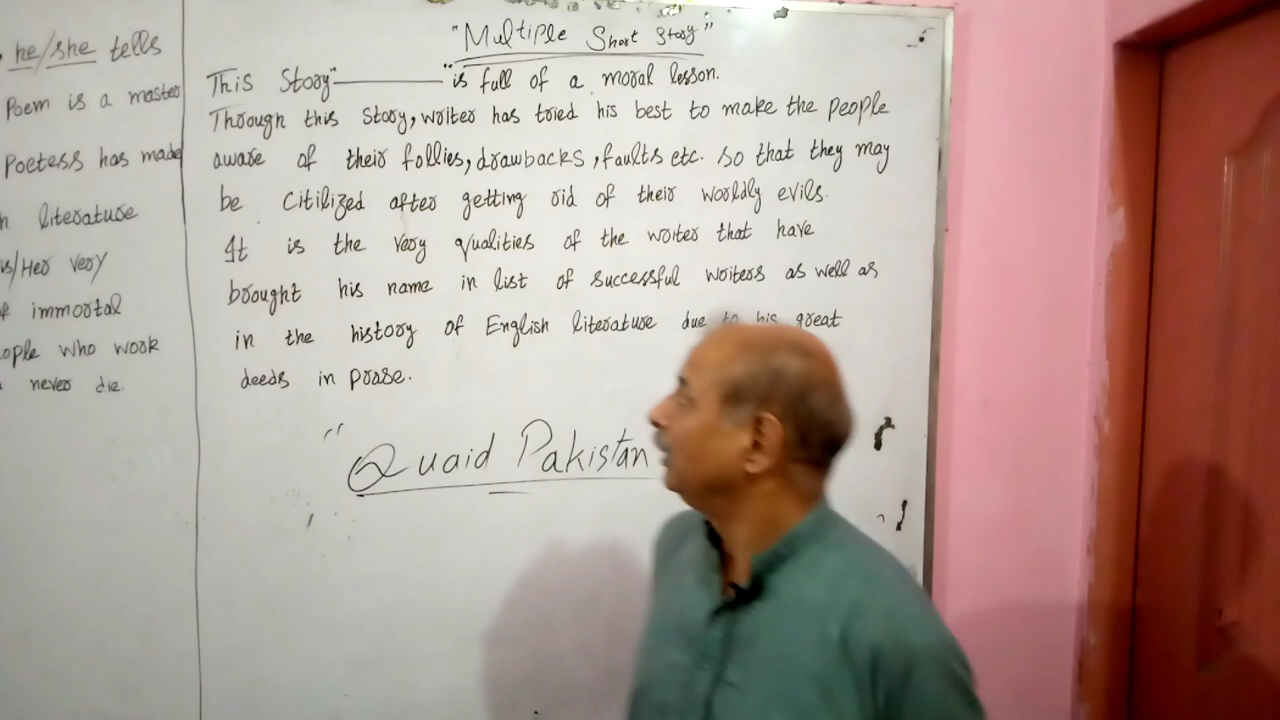 he/she tells
Poem is a master
Poetess has made
literature
is/Her very
immortal
ople who work
never die.
"Multiple Short Story"
This Story"————"is full of a moral lesson.
Through this story, writer has tried his best to make the people
aware of their follies, drawbacks, faults etc. so that they may
be Citilized after getting rid of their worldly evils.
It is the very qualities of the writer that have
brought his name in list of successful writers as well as
in the history of English literature due to his great
deeds in prase.
"Quaid Pakistan